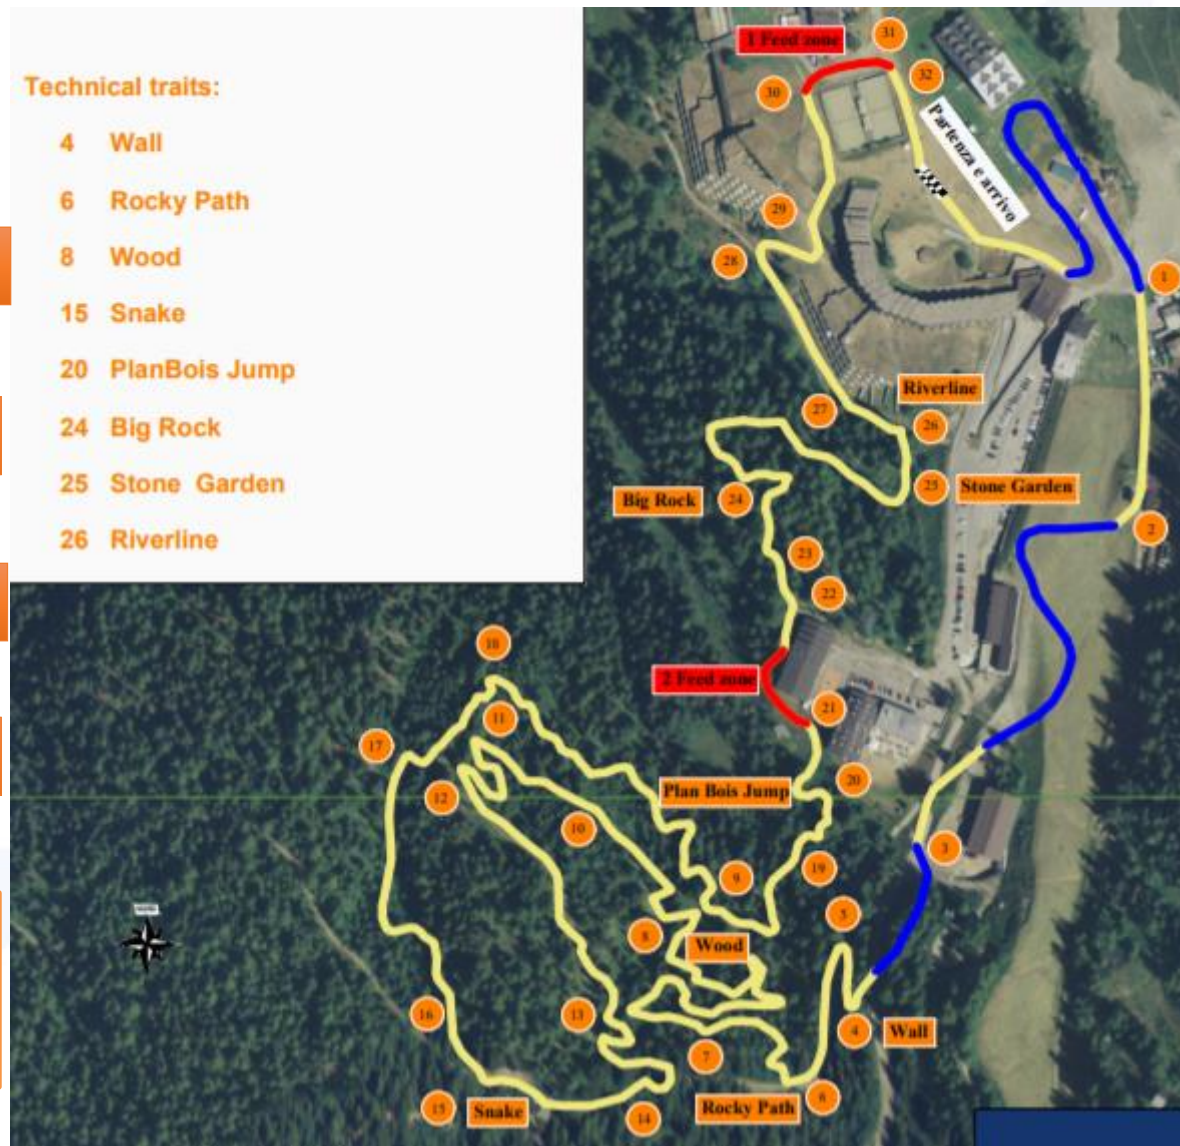 Technical traits:
4 Wall
6 Rocky Path
8 Wood
15 Snake
20 PlanBois Jump
24 Big Rock
25 Stone Garden
26 Riverline
31
1 Feed zone
32
30
Partenza e arrivo
29
28
1
Riverline
27
26
25
Stone Garden
Big Rock
24
2
23
22
18
2 Feed zone
21
11
17
20
Plan Bois Jump
12
10
3
19
9
5
8
Wood
16
13
4
Wall
7
6
15
Snake
14
Rocky Path